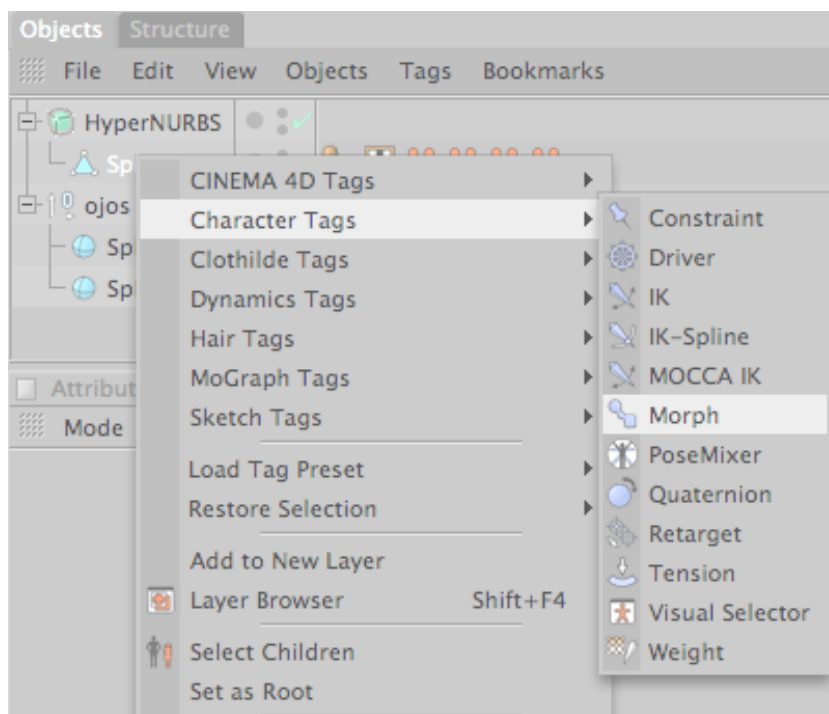 Objects Structure
File Edit View Objects Tags Bookmarks
HyperNURBS
Sp
ojos
Sp
Sp
Attribut
Mode
CINEMA 4D Tags
Character Tags
Clothilde Tags
Dynamics Tags
Hair Tags
MoGraph Tags
Sketch Tags
Load Tag Preset
Restore Selection
Add to New Layer
Layer Browser Shift+F4
Select Children
Set as Root
Constraint
Driver
IK
IK-Spline
MOCCA IK
Morph
PoseMixer
Quaternion
Retarget
Tension
Visual Selector
Weight